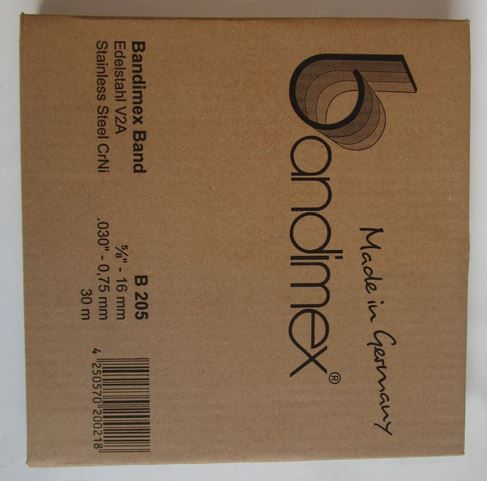 bandimex®
Made in Germany
Bandimex Band
Edelstahl V2A
Stainless Steel CrNi
B 205
⅝" - 16 mm
.030" - 0,75 mm
30 m
4 250570 200218